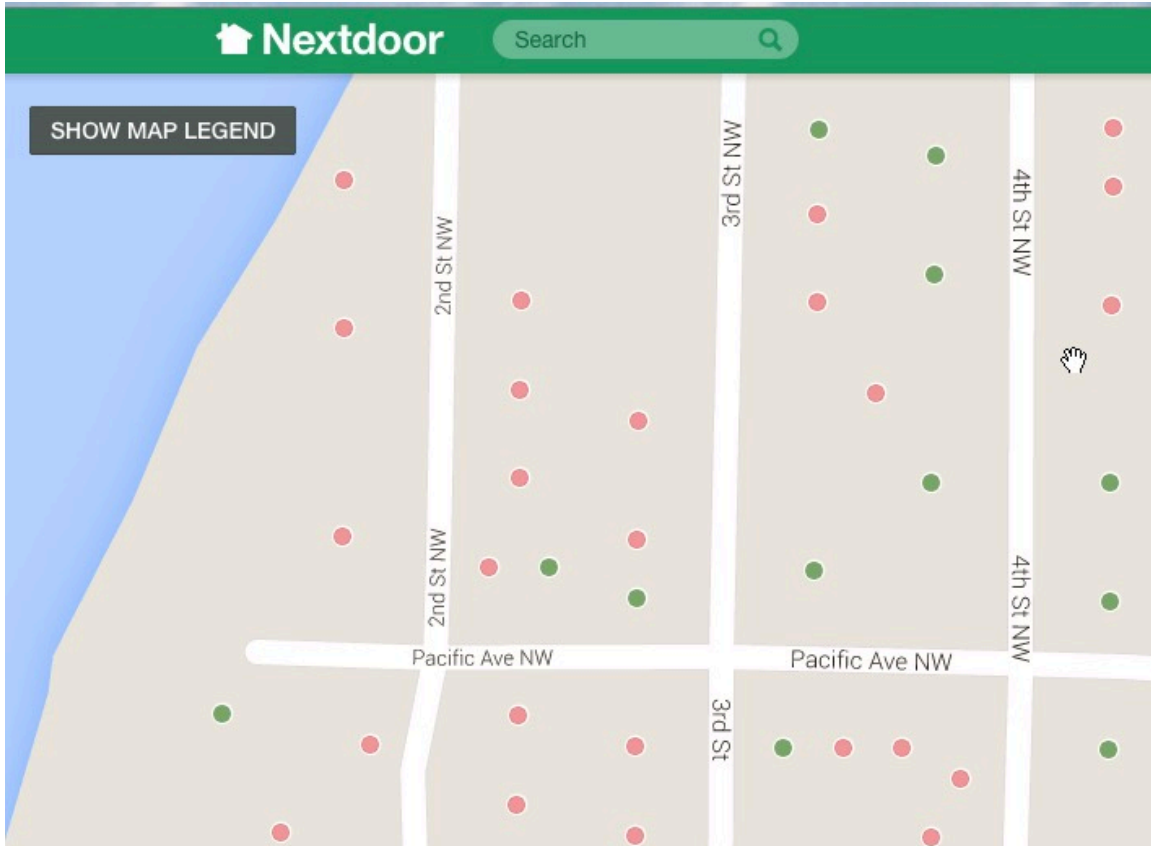 Nextdoor
Search
SHOW MAP LEGEND
3rd St NW
4th St NW
2nd St NW
2nd St NW
4th St NW
Pacific Ave NW
Pacific Ave NW
3rd St